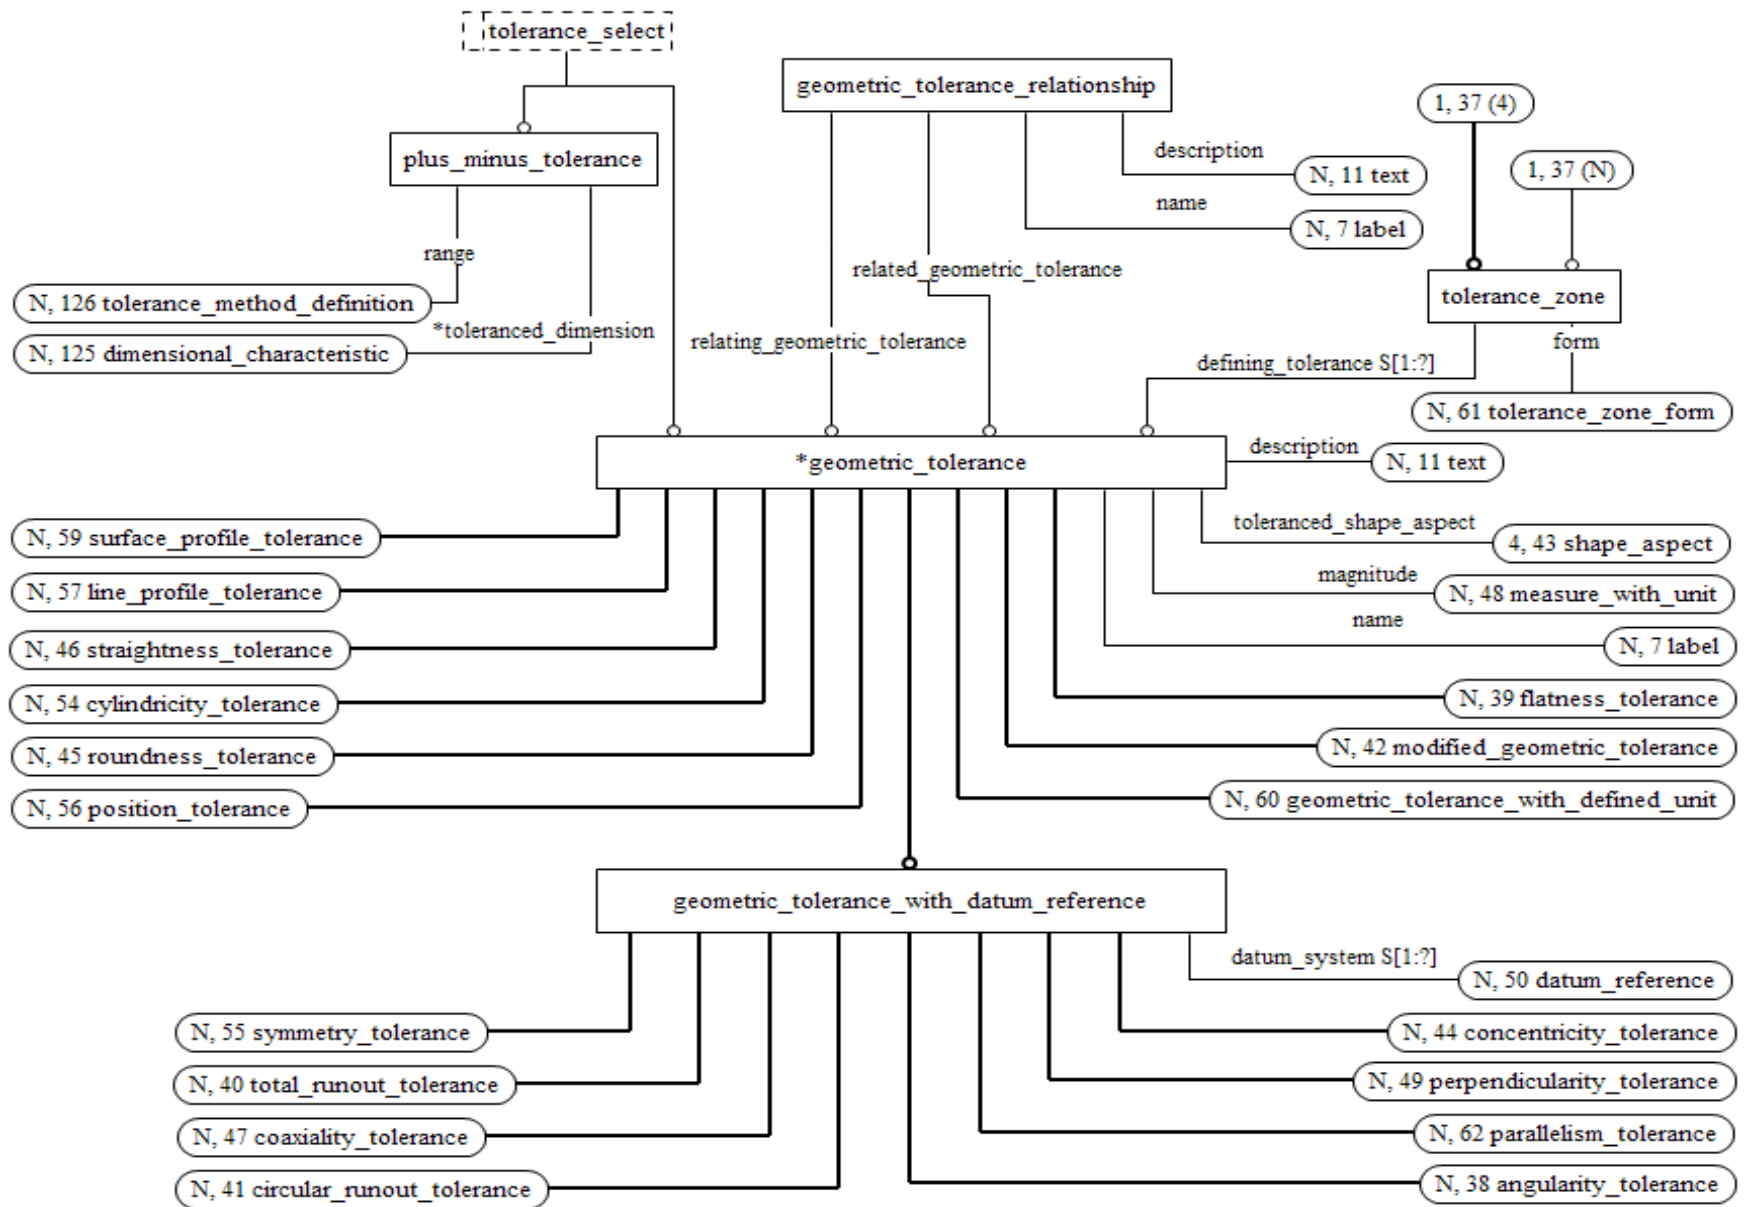 tolerance_select
geometric_tolerance_relationship
1, 37 (4)
plus_minus_tolerance
description
N, 11 text
1, 37 (N)
name
N, 7 label
range
related_geometric_tolerance
N, 126 tolerance_method_definition
tolerance_zone
*toleranced_dimension
relating_geometric_tolerance
form
N, 125 dimensional_characteristic
defining_tolerance S[1:?]
N, 61 tolerance_zone_form
*geometric_tolerance
description
N, 11 text
N, 59 surface_profile_tolerance
toleranced_shape_aspect
4, 43 shape_aspect
N, 57 line_profile_tolerance
magnitude
N, 48 measure_with_unit
name
N, 46 straightness_tolerance
N, 7 label
N, 54 cylindricity_tolerance
N, 39 flatness_tolerance
N, 45 roundness_tolerance
N, 42 modified_geometric_tolerance
N, 56 position_tolerance
N, 60 geometric_tolerance_with_defined_unit
geometric_tolerance_with_datum_reference
datum_system S[1:?]
N, 50 datum_reference
N, 55 symmetry_tolerance
N, 44 concentricity_tolerance
N, 40 total_runout_tolerance
N, 49 perpendicularity_tolerance
N, 47 coaxiality_tolerance
N, 62 parallelism_tolerance
N, 41 circular_runout_tolerance
N, 38 angularity_tolerance